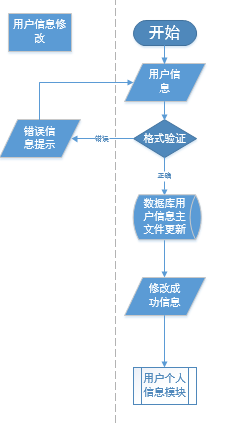 用户信息修
改
开始
用户信
息
错误信
息提示
错误
格式验证
正确
数据库用
户信息主
文件更新
修改成
功信息
用户个人
信息模块